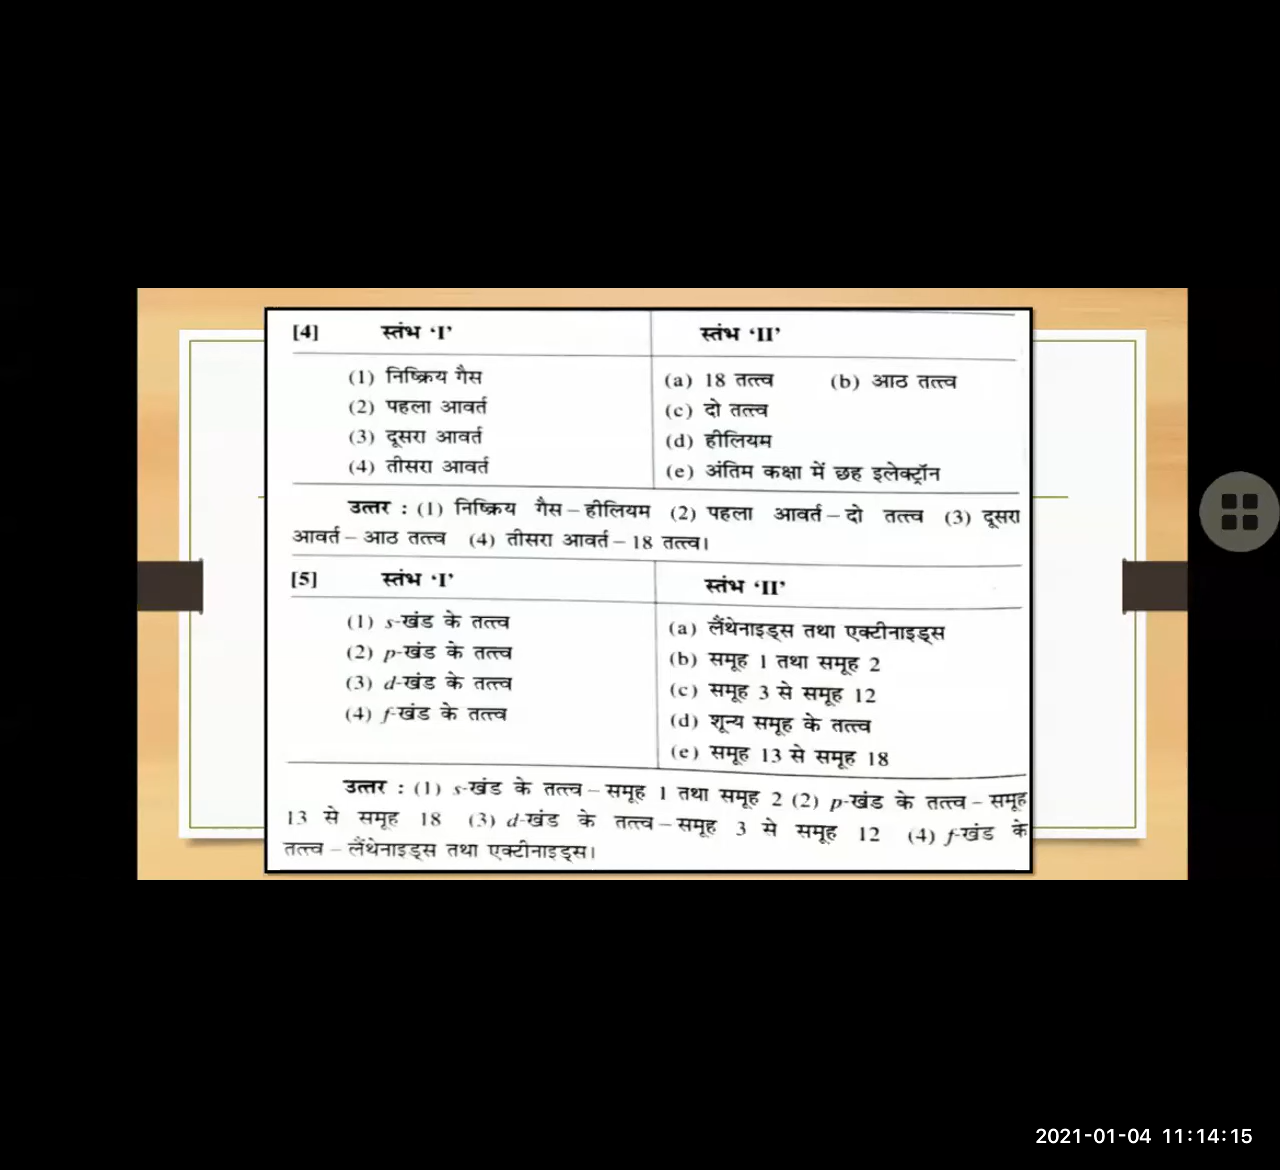 [4] स्तंभ ‘I’ स्तंभ ‘II’
(1) निष्क्रिय गैस (a) 18 तत्त्व (b) आठ तत्त्व
(2) पहला आवर्त (c) दो तत्त्व
(3) दूसरा आवर्त (d) हीलियम
(4) तीसरा आवर्त (e) अंतिम कक्षा में छह इलेक्ट्रॉन
उत्तर : (1) निष्क्रिय गैस – हीलियम (2) पहला आवर्त – दो तत्त्व (3) दूसरा
आवर्त – आठ तत्त्व (4) तीसरा आवर्त – 18 तत्त्व।
[5] स्तंभ ‘I’ स्तंभ ‘II’
(1) s-खंड के तत्त्व (a) लैंथेनाइड्स तथा एक्टीनाइड्स
(2) p-खंड के तत्त्व (b) समूह 1 तथा समूह 2
(3) d-खंड के तत्त्व (c) समूह 3 से समूह 12
(4) f-खंड के तत्त्व (d) शून्य समूह के तत्त्व
(e) समूह 13 से समूह 18
उत्तर : (1) s-खंड के तत्त्व – समूह 1 तथा समूह 2 (2) p-खंड के तत्त्व – समूह
13 से समूह 18 (3) d-खंड के तत्त्व – समूह 3 से समूह 12 (4) f-खंड के
तत्त्व – लैंथेनाइड्स तथा एक्टीनाइड्स।
2021-01-04 11:14:15